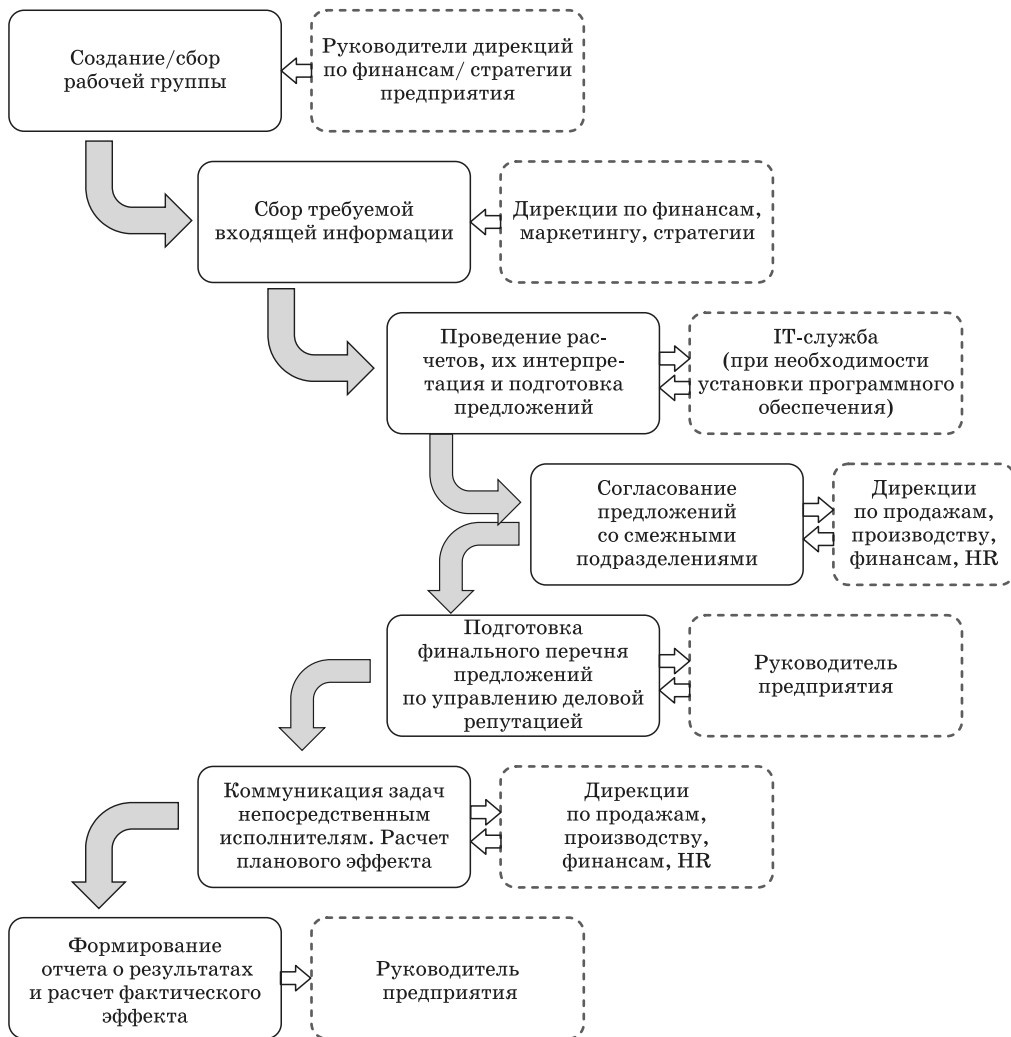 Создание/сбор
рабочей группы
Руководители дирекций
по финансам/ стратегии
предприятия
Сбор требуемой
входящей информации
Дирекции по финансам,
маркетингу, стратегии
Проведение рас-
четов, их интерпре-
тация и подготовка
предложений
IT-служба
(при необходимости
установки программного
обеспечения)
Согласование
предложений
со смежными
подразделениями
Дирекции
по продажам,
производству,
финансам, HR
Подготовка
финального перечня
предложений
по управлению деловой
репутацией
Руководитель
предприятия
Коммуникация задач
непосредственным
исполнителям. Расчет
планового эффекта
Дирекции
по продажам,
производству,
финансам, HR
Формирование
отчета о результатах
и расчет фактического
эффекта
Руководитель
предприятия